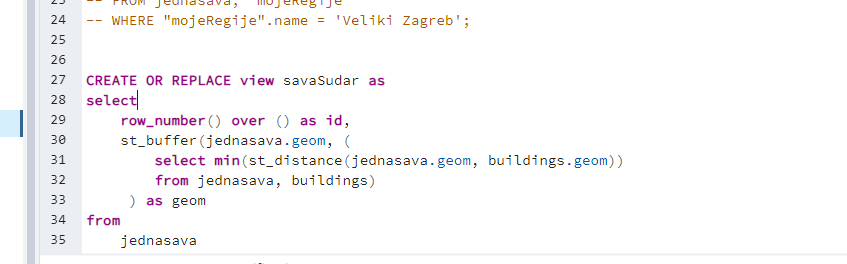 23 -- FROM jednasava, "mojeRegije"
24 -- WHERE "mojeRegije".name = 'Veliki Zagreb';
25
26
27 CREATE OR REPLACE view savaSudar as
28 select
29 row_number() over () as id,
30 st_buffer(jednasava.geom, (
31 select min(st_distance(jednasava.geom, buildings.geom))
32 from jednasava, buildings)
33 ) as geom
34 from
35 jednasava